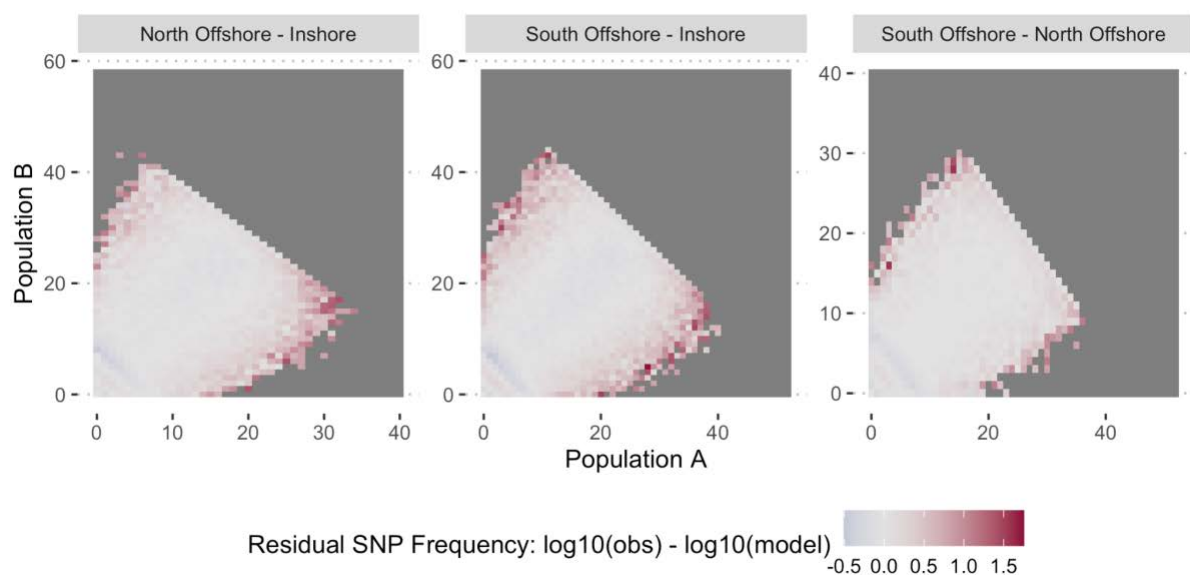 North Offshore - Inshore
South Offshore - Inshore
South Offshore - North Offshore
Population B
60
40
20
0
60
40
20
0
40
30
20
10
0
0 10 20 30 40
0 20 40
0 20 40
Population A
Residual SNP Frequency: log10(obs) - log10(model)
-0.5 0.0 0.5 1.0 1.5